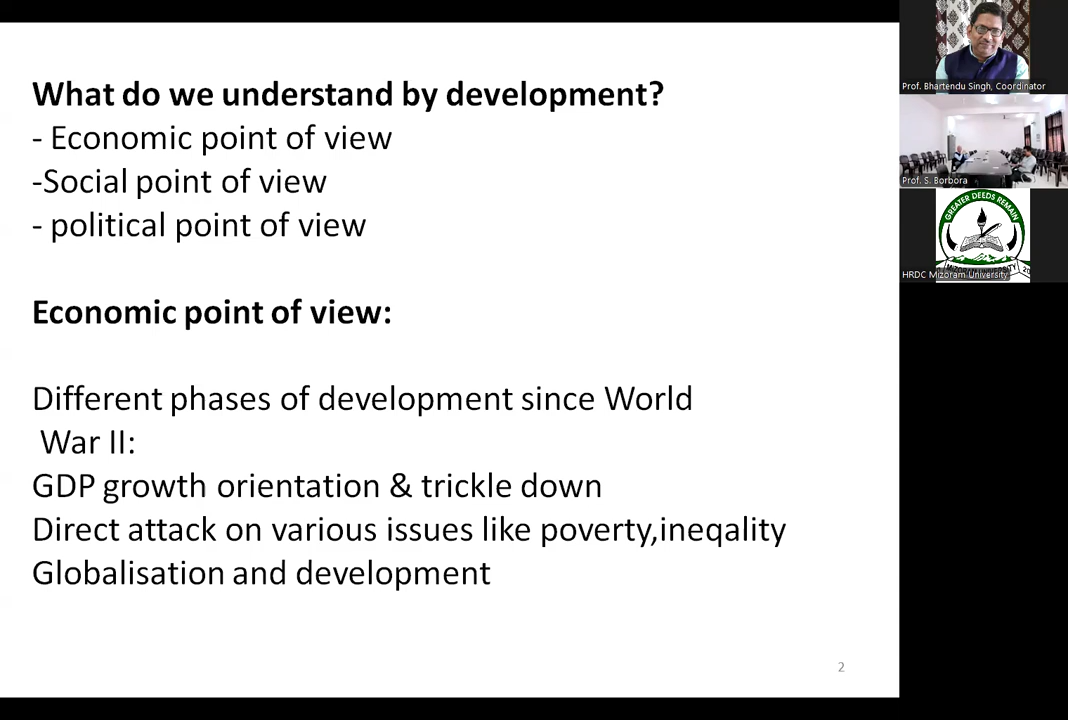 What do we understand by development?
- Economic point of view
-Social point of view
- political point of view
Economic point of view:
Different phases of development since World
War II:
GDP growth orientation & trickle down
Direct attack on various issues like poverty,ineqality
Globalisation and development
2
Prof. Bhartendu Singh, Coordinator
Prof. S. Borbora
GREATER DEEDS REMAIN
MIZORAM UNIVERSITY
HRDC Mizoram University